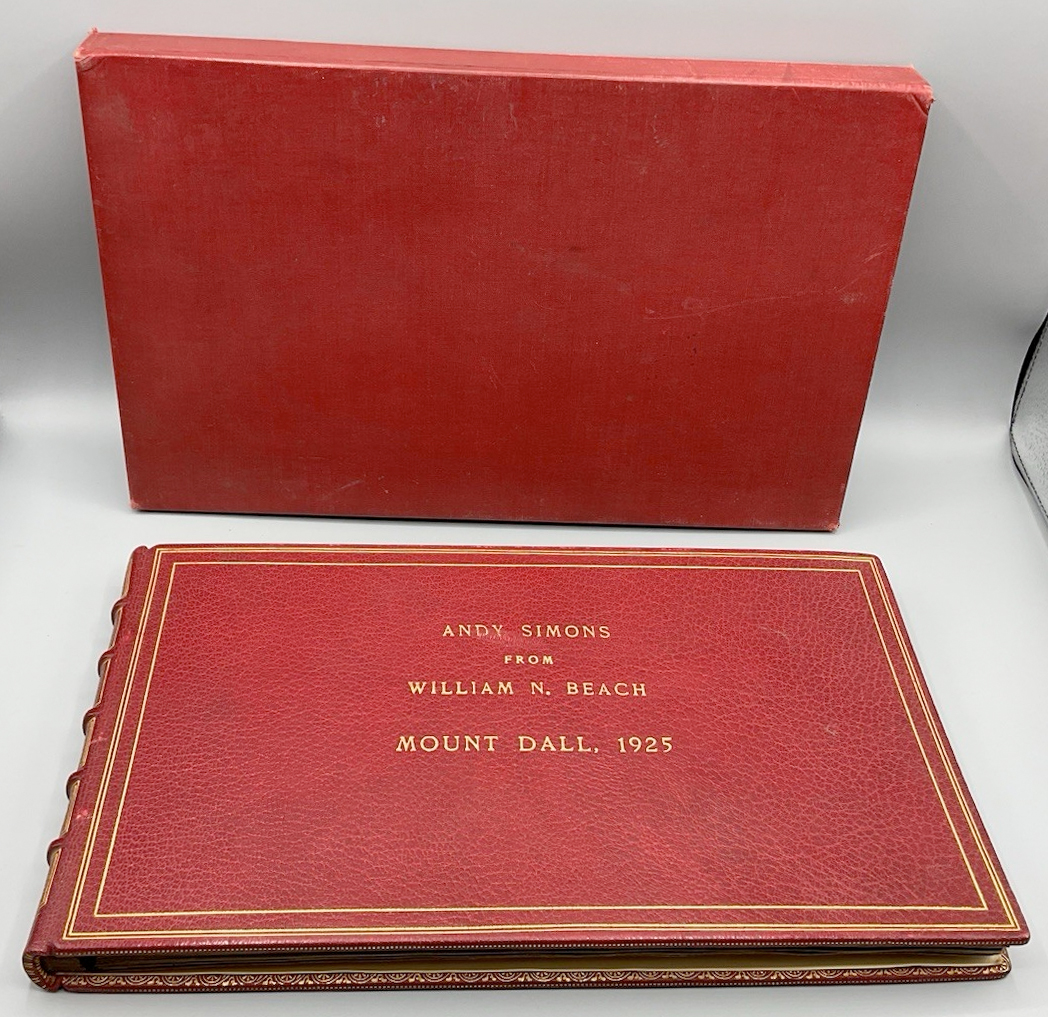 ANDY SIMONS
FROM
WILLIAM N. BEACH
MOUNT DALL, 1925